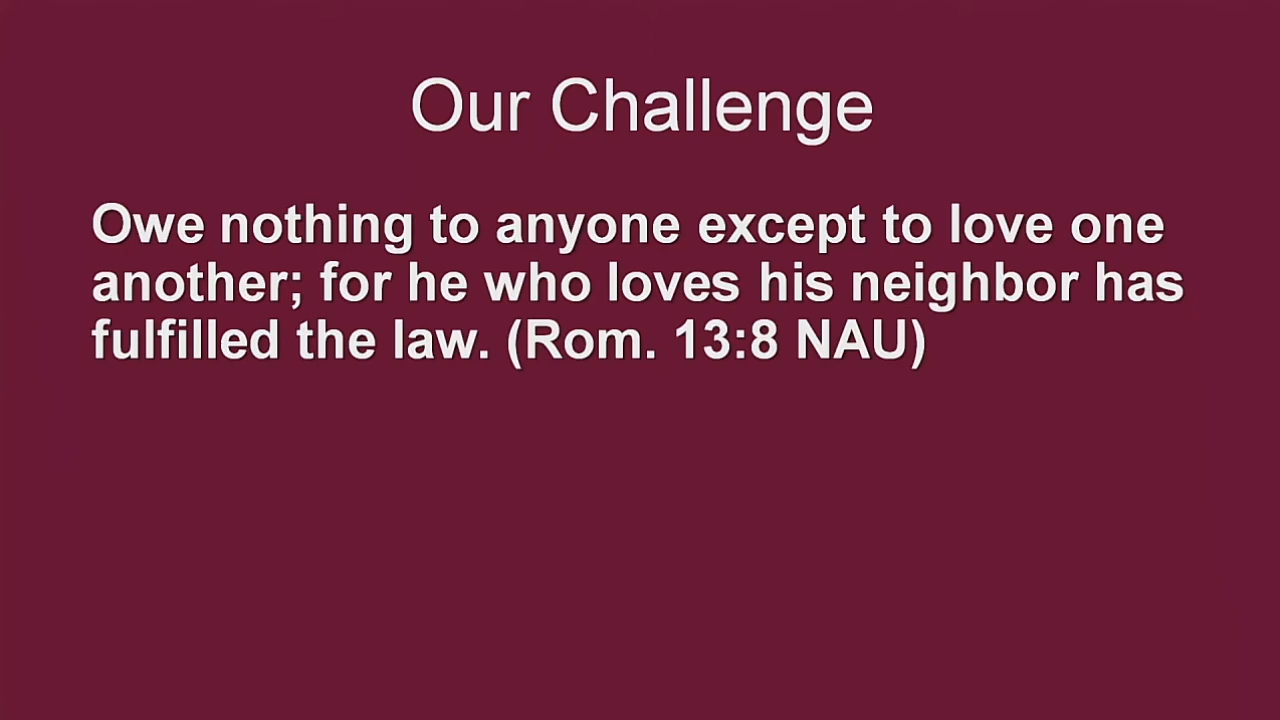 Our Challenge
Owe nothing to anyone except to love one
another; for he who loves his neighbor has
fulfilled the law. (Rom. 13:8 NAU)